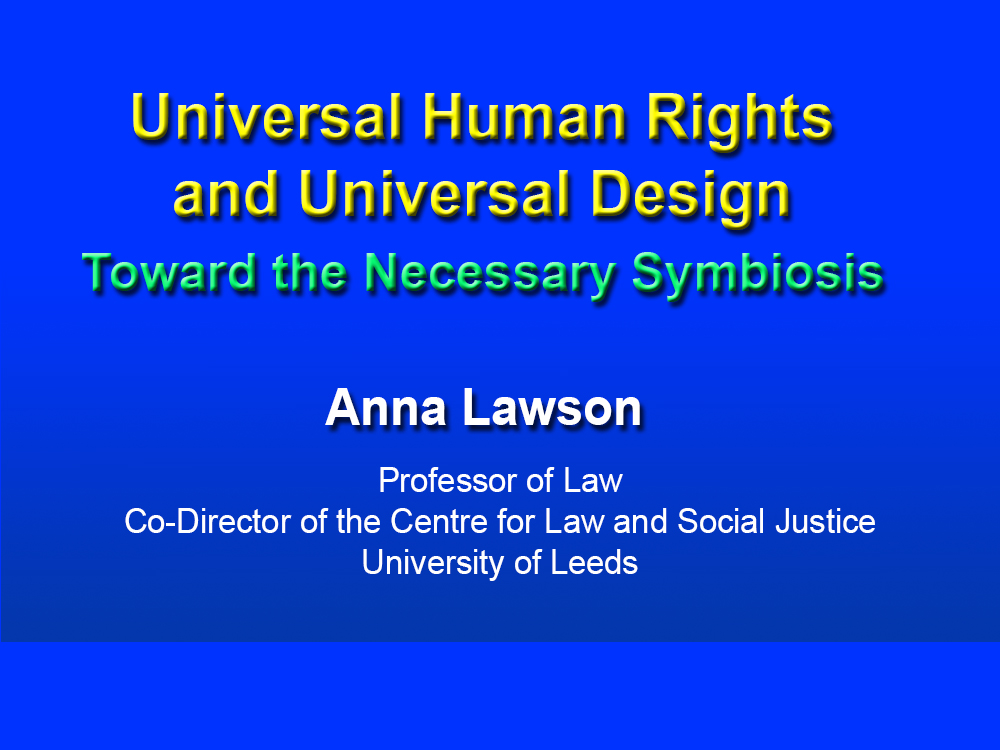 Universal Human Rights
and Universal Design
Toward the Necessary Symbiosis
Anna Lawson
Professor of Law
Co-Director of the Centre for Law and Social Justice
University of Leeds